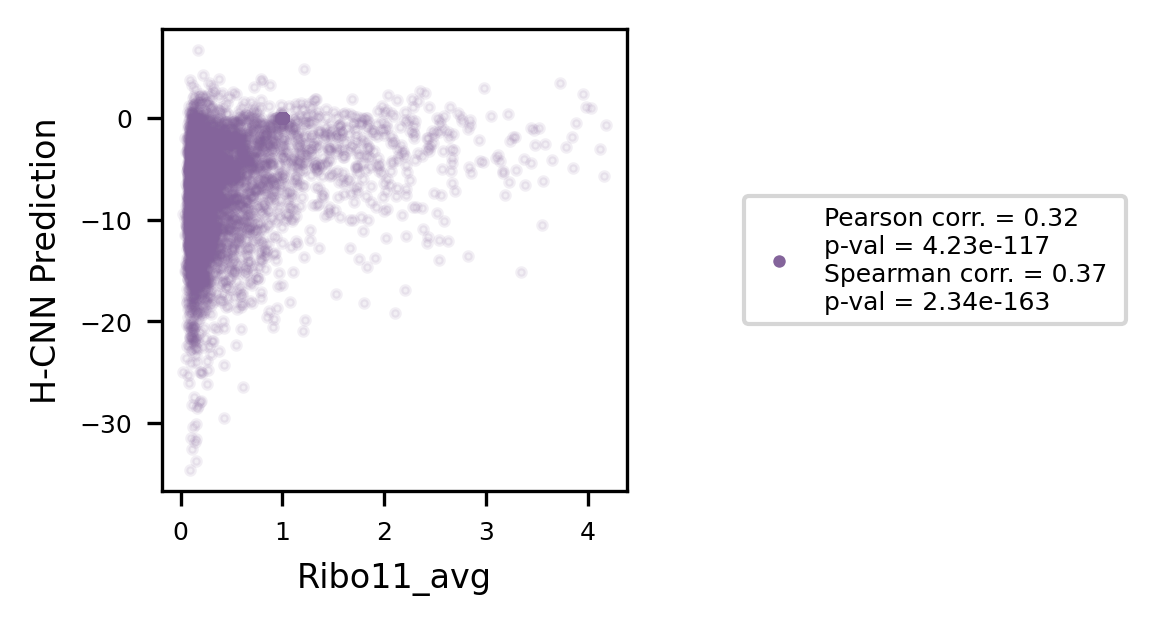 H-CNN Prediction
0
−10
−20
−30
0 1 2 3 4
Ribo11_avg
Pearson corr. = 0.32
p-val = 4.23e-117
Spearman corr. = 0.37
p-val = 2.34e-163